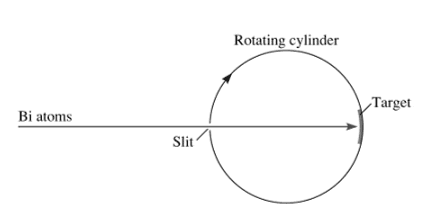 Rotating cylinder
Target
Bi atoms
Slit